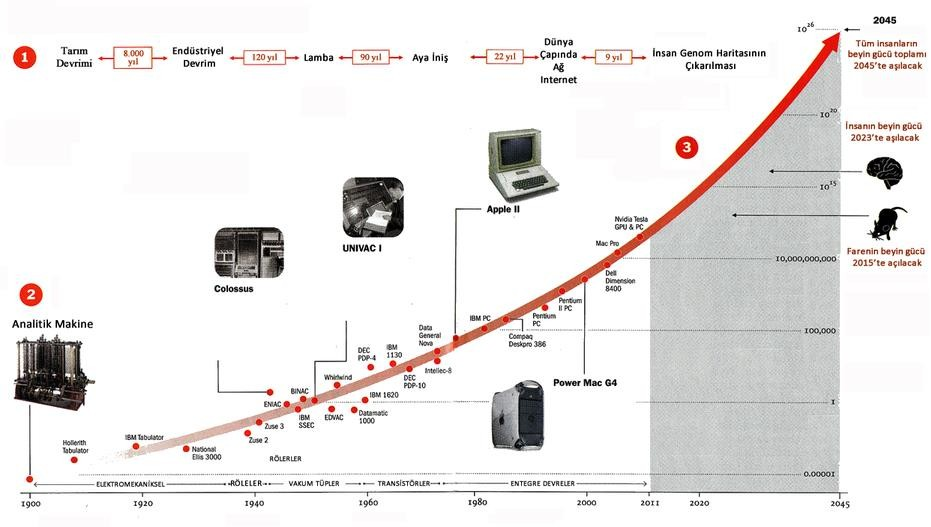 1
Tarım
Devrimi
8.000
yıl
Endüstriyel
Devrim
120 yıl
Lamba
90 yıl
Aya İniş
22 yıl
Dünya
Çapında
Ağ
Internet
9 yıl
İnsan Genom Haritasının
Çıkarılması
10²⁶
2045
Tüm insanların
beyin gücü toplamı
2045'te aşılacak
10²⁰
İnsanın beyin gücü
2023'te aşılacak
3
10¹⁵
Farenin beyin gücü
2015'te açılacak
Apple II
UNIVAC I
Colossus
Nvidia Tesla
GPU & PC
Mac Pro
10,000,000,000
Dell
Dimension
8400
2
Analitik Makine
Pentium
II PC
Pentium
PC
IBM PC
Compaq
Deskpro 386
100,000
Data
General
Nova
Intellec-8
Power Mac G4
DEC
PDP-4
IBM
1130
DEC
PDP-10
Whirlwind
BINAC
IBM 1620
ENIAC
IBM
SSEC
EDVAC
Datamatic
1000
1
Zuse 3
Zuse 2
Hollerith
Tabulator
IBM Tabulator
National
Ellis 3000
RÖLERLER
0.00001
ELEKTROMEKANİKSEL
RÖLELER
VAKUM TÜPLER
TRANSİSTÖRLER
ENTEGRE DEVRELER
1900
1920
1940
1960
1980
2000
2011
2020
2045